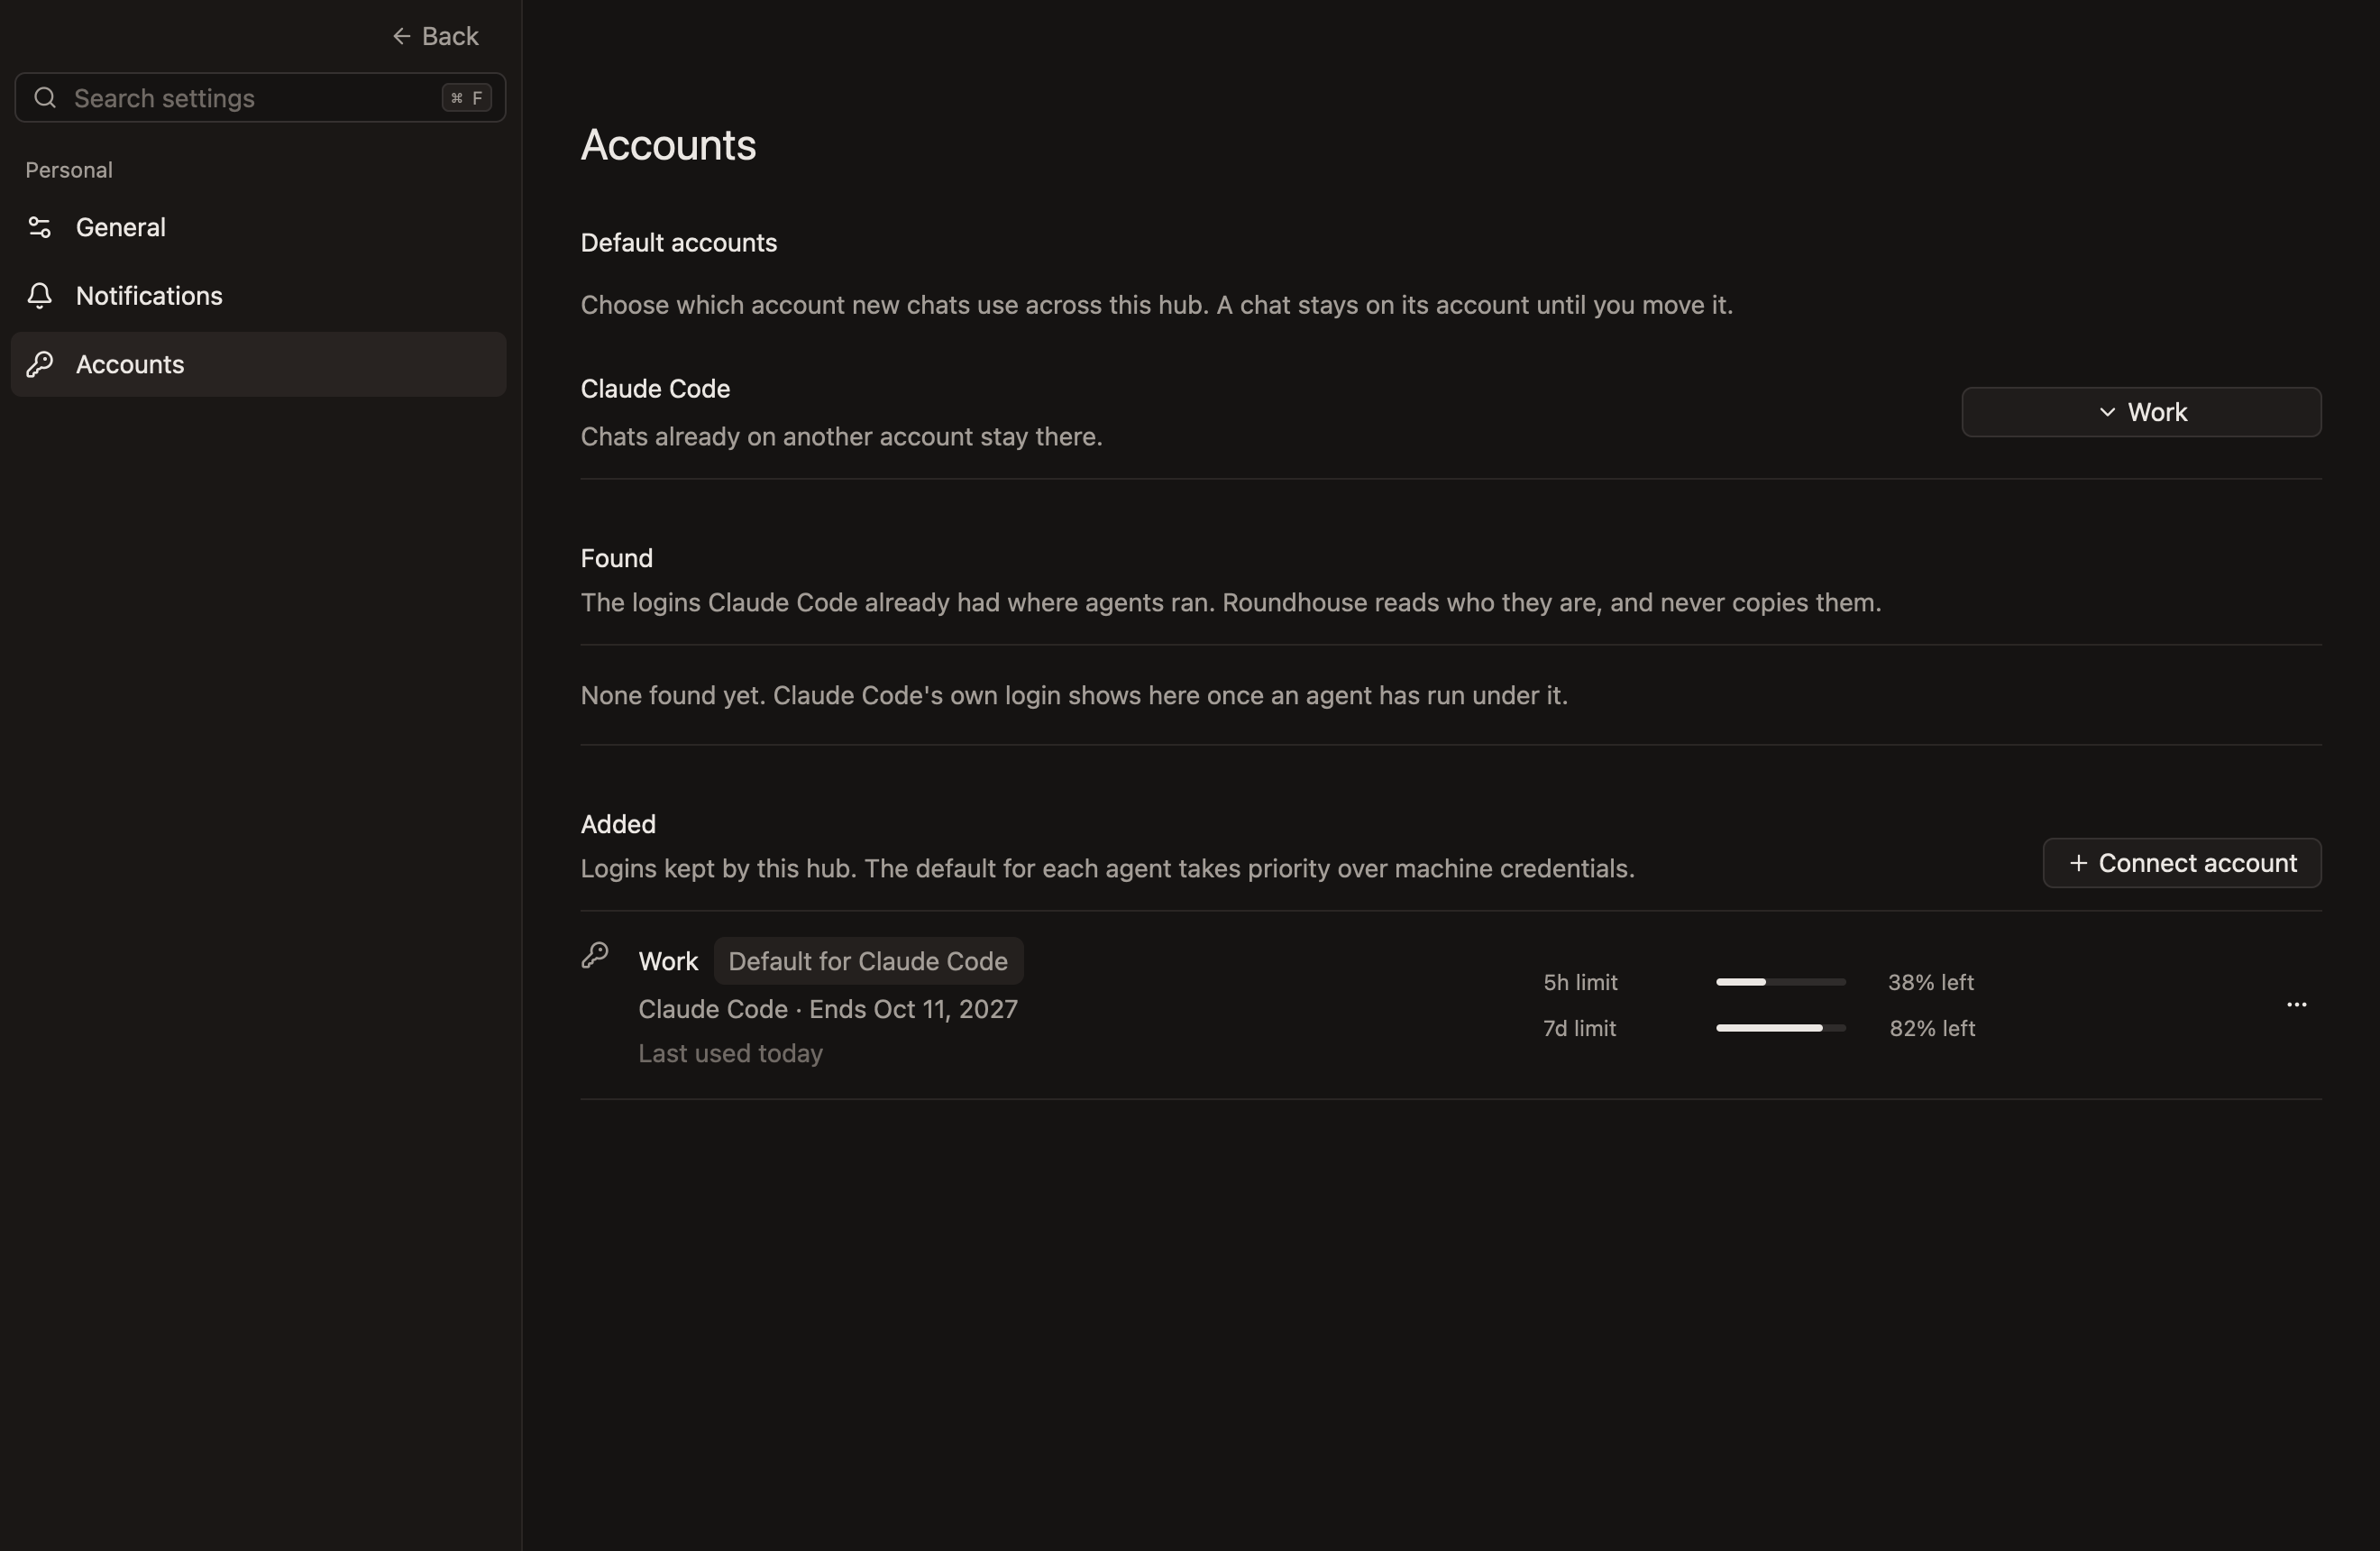 Back
Search settings
⌘ F
Personal
General
Notifications
Accounts
Accounts
Default accounts
Choose which account new chats use across this hub. A chat stays on its account until you move it.
Claude Code
Work
Chats already on another account stay there.
Found
The logins Claude Code already had where agents ran. Roundhouse reads who they are, and never copies them.
None found yet. Claude Code's own login shows here once an agent has run under it.
Added
Logins kept by this hub. The default for each agent takes priority over machine credentials.
Connect account
Work Default for Claude Code
Claude Code · Ends Oct 11, 2027
Last used today
5h limit 38% left
7d limit 82% left